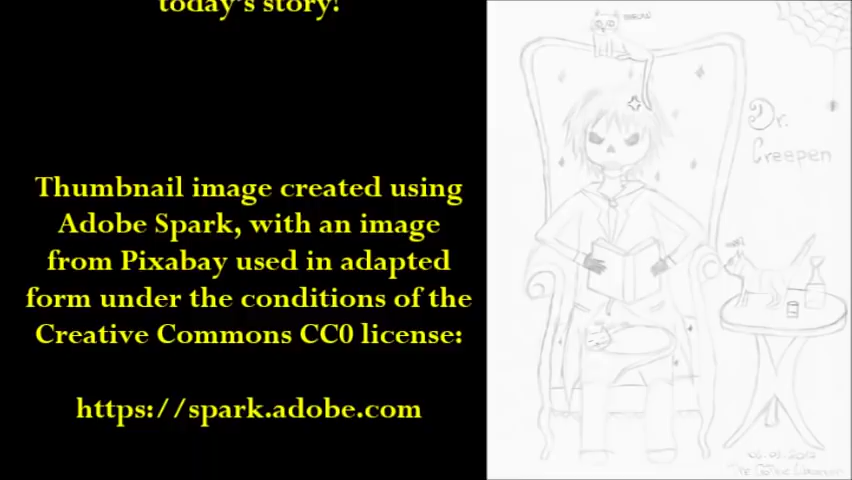 today's story!
Thumbnail image created using
Adobe Spark, with an image
from Pixabay used in adapted
form under the conditions of the
Creative Commons CC0 license:
https://spark.adobe.com
Dr.
Creepen